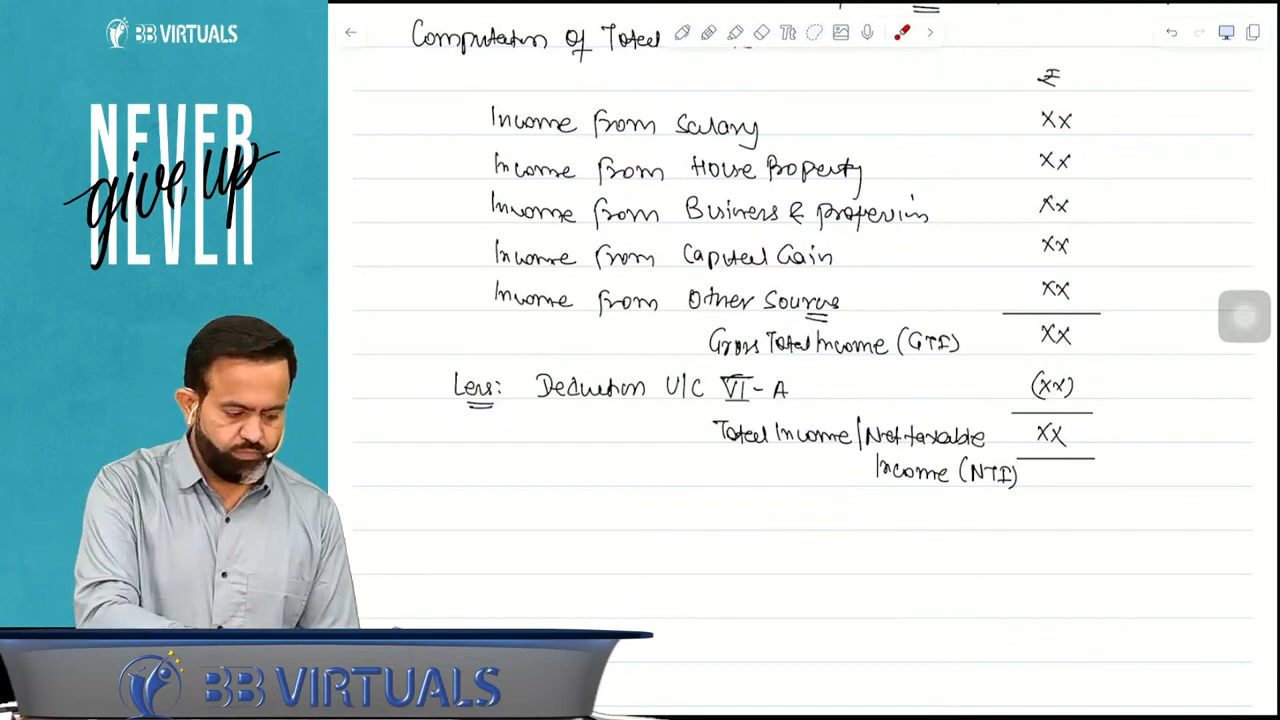 BB VIRTUALS
NEVER
give up
NEVER
Computation Of Total
₹
Income from Salary XX
Income from House Property XX
Income from Business & profession XX
Income from Capital Gain XX
Income from Other Sources XX
Gross Total Income (GTI) XX
Less: Deduction U/C VI-A (XX)
Total Income/Net taxable XX
Income (NTI)
BB VIRTUALS